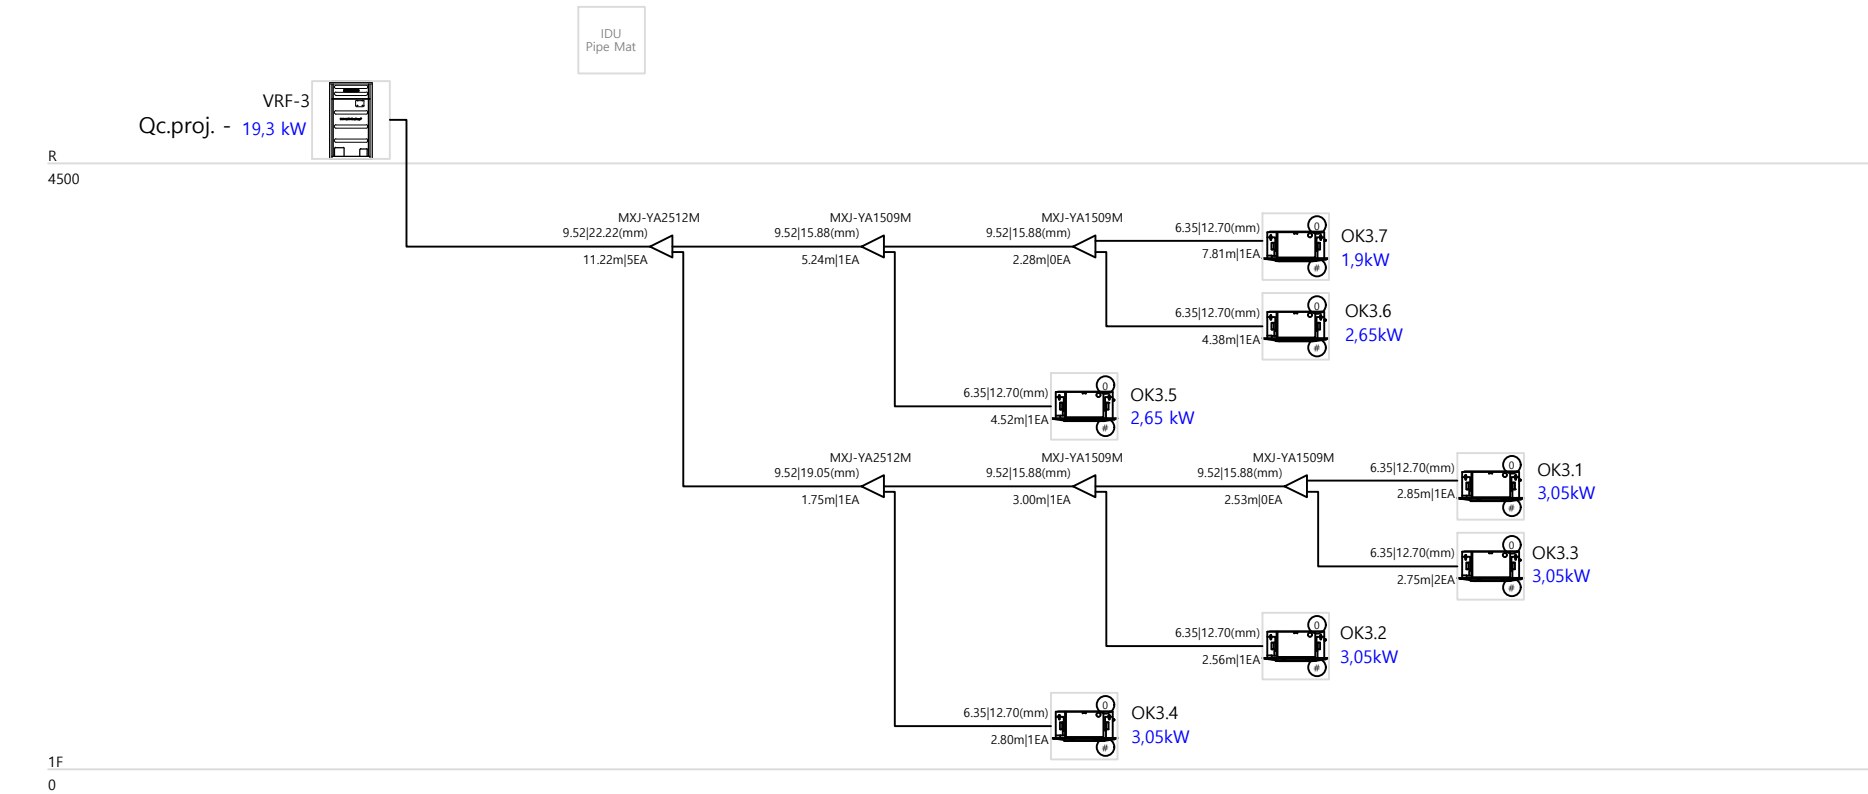 IDU
Pipe Mat
VRF-3
Qc.proj. - 19,3 kW
R
4500
MXJ-YA2512M
9.52|22.22(mm)
11.22m|5EA
MXJ-YA1509M
9.52|15.88(mm)
5.24m|1EA
MXJ-YA1509M
9.52|15.88(mm)
2.28m|0EA
6.35|12.70(mm)
7.81m|1EA
0
#
OK3.7
1,9kW
6.35|12.70(mm)
4.38m|1EA
0
#
OK3.6
2,65kW
6.35|12.70(mm)
4.52m|1EA
0
#
OK3.5
2,65 kW
MXJ-YA2512M
9.52|19.05(mm)
1.75m|1EA
MXJ-YA1509M
9.52|15.88(mm)
3.00m|1EA
MXJ-YA1509M
9.52|15.88(mm)
2.53m|0EA
6.35|12.70(mm)
2.85m|1EA
0
#
OK3.1
3,05kW
6.35|12.70(mm)
2.75m|2EA
0
#
OK3.3
3,05kW
6.35|12.70(mm)
2.56m|1EA
0
#
OK3.2
3,05kW
6.35|12.70(mm)
2.80m|1EA
0
#
OK3.4
3,05kW
1F
0